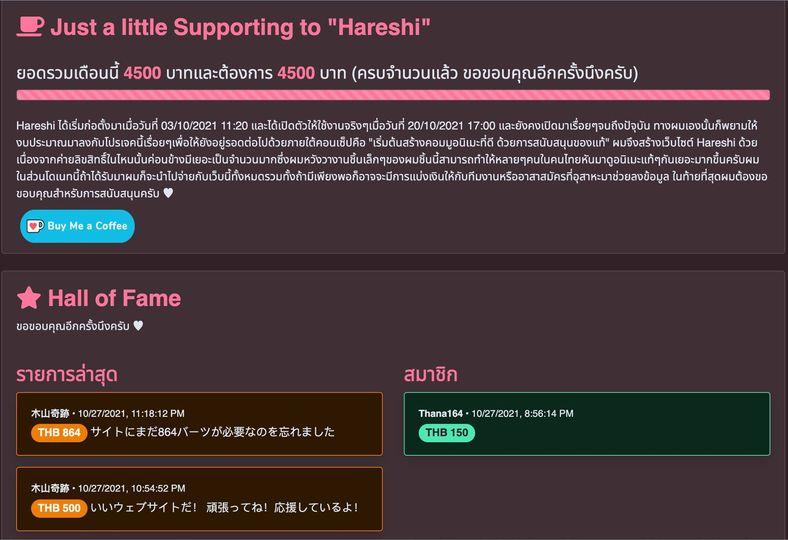 Just a little Supporting to "Hareshi"
ยอดรวมเดือนนี้ 4500 บาทและต้องการ 4500 บาท (ครบจำนวนแล้ว ขอขอบคุณอีกครั้งนึงครับ)
Hareshi ได้เริ่มก่อตั้งมาเมื่อวันที่ 03/10/2021 11:20 และได้เปิดตัวให้ใช้งานจริงๆเมื่อวันที่ 20/10/2021 17:00 และยังคงเปิดมาเรื่อยๆจนถึงปัจุบัน ทางผมเองนั้นก็พยามให้
งบประมาณมาลงกับโปรเจคนี้เรื่อยๆเพื่อให้ยังอยู่รอดต่อไปด้วยภายใต้คอนเซ็ปคือ "เริ่มต้นสร้างคอมมูอนิมะที่ดี ด้วยการสนับสนุนของแท้" ผมจึงสร้างเว็บไซต์ Hareshi ด้วย
เนื่องจากค่ายลิขสิทธิ์ในไหนนั้นค่อนข้างมีเยอะเป็นจำนวนมากซึ่งผมหวังวางานชิ้นเล็กๆของผมชิ้นนี้สามารถทำให้หลายๆคนในคนไทยหันมาดูอนิมะแท้ๆกันเยอะมากขึ้นครับผม
ในส่วนโดเนทนี้ถ้าได้รับมาผมก็จะนำไปจ่ายกับเว็บนี้ทั้งหมดรวมทั้งถ้ามีเพียงพอก็อาจจะมีการแบ่งเงินให้กับทีมงานหรืออาสาสมัครที่อุสาหะมาช่วยลงข้อมูล ในท้ายที่สุดผมต้องขอ
ขอบคุณสำหรับการสนับสนุนครับ 🖤
Buy Me a Coffee
Hall of Fame
ขอขอบคุณอีกครั้งนึงครับ 🖤
รายการล่าสุด
木山奇跡 • 10/27/2021, 11:18:12 PM
THB 864 サイトにまだ864バーツが必要なのを忘れました
木山奇跡 • 10/27/2021, 10:54:52 PM
THB 500 いいウェブサイトだ！ 頑張ってね！応援しているよ！
สมาชิก
Thana164 • 10/27/2021, 8:56:14 PM
THB 150